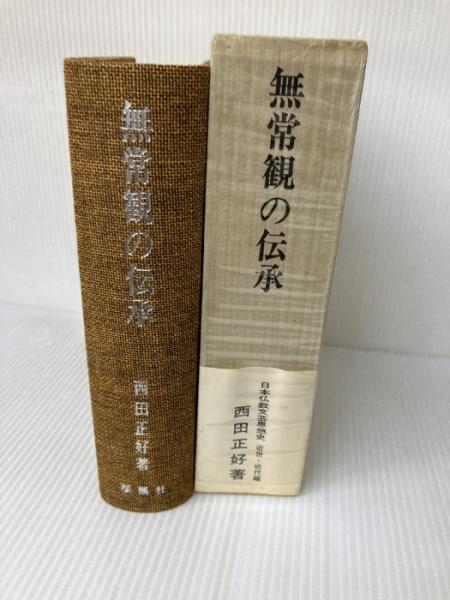 無常観の伝承
西田正好著
桜楓社
無常観の伝承
日本仏教文芸思想史 近世・近代編
西田正好著